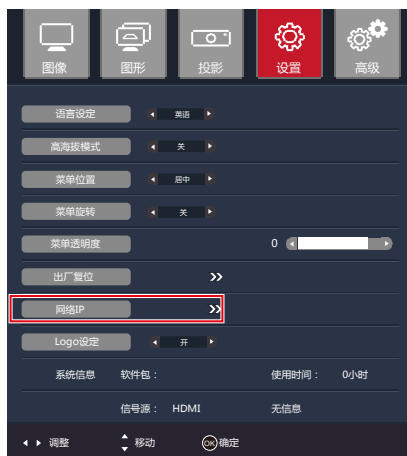 图像 图形 投影 设置 高级
语言设定 英语
高海拔模式 关
菜单位置 居中
菜单旋转 关
菜单透明度 0
出厂复位 >>
网络IP >>
Logo设定 开
系统信息 软件包： 使用时间： 0小时
信号源： HDMI 无信息
调整 移动 OK 确定